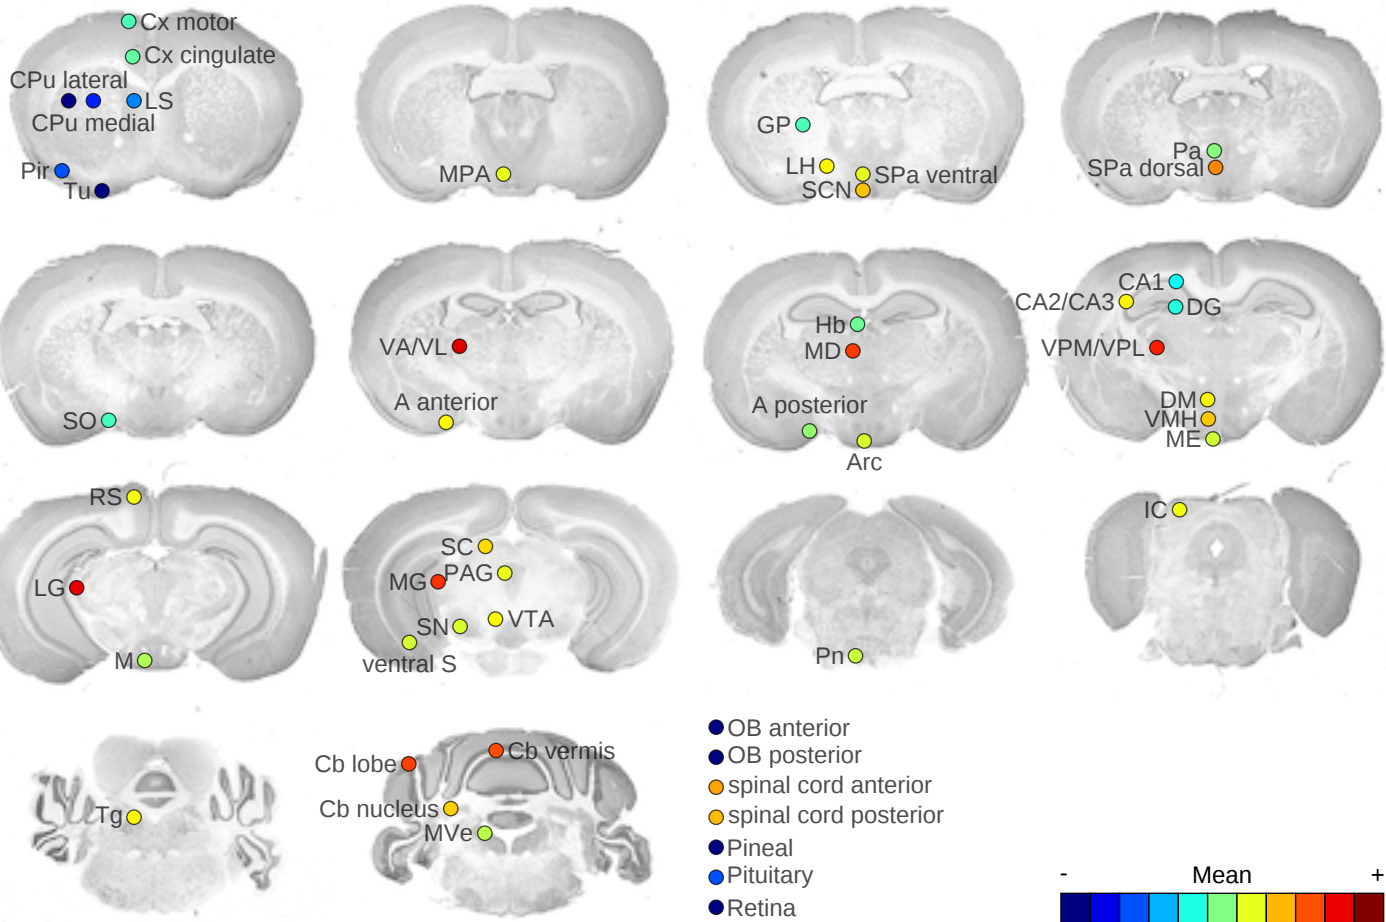 Cx motor
Cx cingulate
CPu lateral
LS
CPu medial
Pir
Tu
MPA
GP
LH
SPa ventral
SCN
Pa
SPa dorsal
SO
VA/VL
A anterior
Hb
MD
A posterior
Arc
CA1
CA2/CA3
DG
VPM/VPL
DM
VMH
ME
RS
LG
M
SC
MG
PAG
SN
VTA
ventral S
Pn
IC
Tg
Cb lobe
Cb vermis
Cb nucleus
MVe
OB anterior
OB posterior
spinal cord anterior
spinal cord posterior
Pineal
Pituitary
Retina
- Mean +